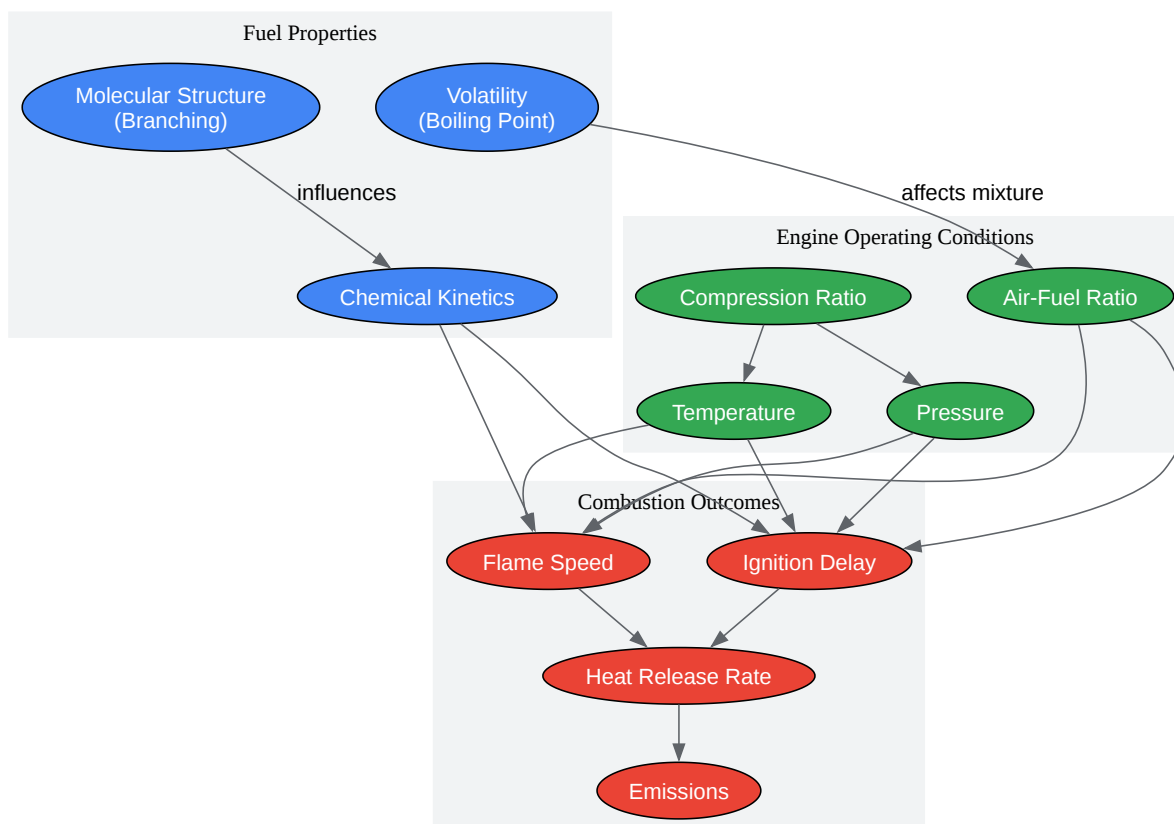 Fuel Properties
Molecular Structure
(Branching)
Volatility
(Boiling Point)
influences
affects mixture
Engine Operating Conditions
Chemical Kinetics
Compression Ratio
Air-Fuel Ratio
Temperature
Pressure
Combustion Outcomes
Flame Speed
Ignition Delay
Heat Release Rate
Emissions